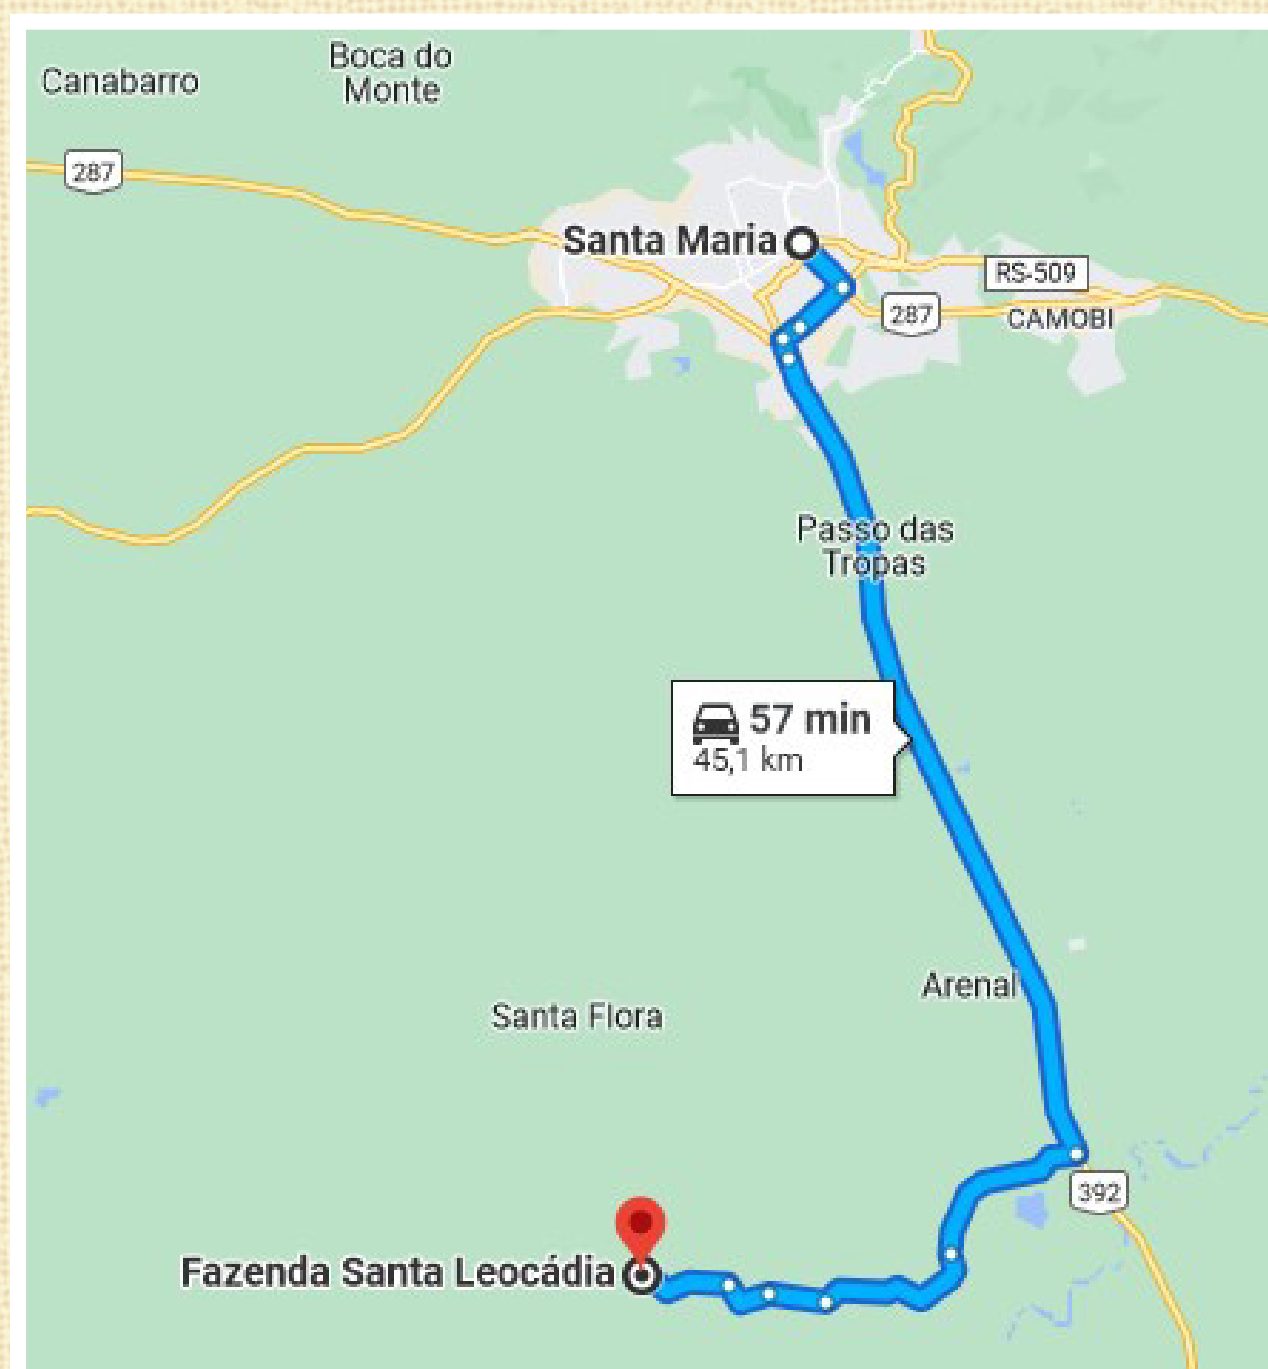 Boca do
Monte
Canabarro
287
Santa Maria
RS-509
287
CAMOBI
Passo das
Tropas
57 min
45,1 km
Arenal
Santa Flora
392
Fazenda Santa Leocádia